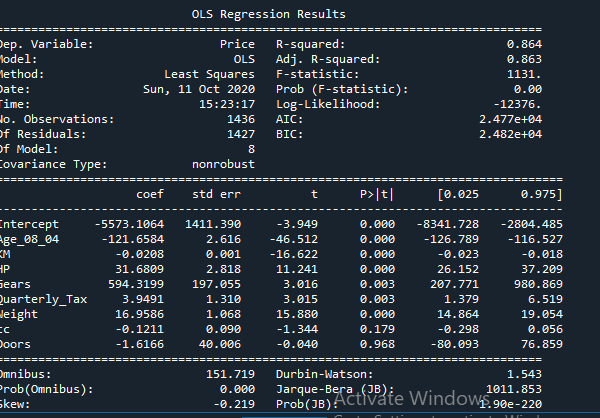 OLS Regression Results
==============================================================================
Dep. Variable: Price R-squared: 0.864
Model: OLS Adj. R-squared: 0.863
Method: Least Squares F-statistic: 1131.
Date: Sun, 11 Oct 2020 Prob (F-statistic): 0.00
Time: 15:23:17 Log-Likelihood: -12376.
No. Observations: 1436 AIC: 2.477e+04
Df Residuals: 1427 BIC: 2.482e+04
Df Model: 8
Covariance Type: nonrobust
==============================================================================
coef std err t P>|t| [0.025 0.975]
------------------------------------------------------------------------------
Intercept -5573.1064 1411.390 -3.949 0.000 -8341.728 -2804.485
Age_08_04 -121.6584 2.616 -46.512 0.000 -126.789 -116.527
KM -0.0208 0.001 -16.622 0.000 -0.023 -0.018
HP 31.6809 2.818 11.241 0.000 26.152 37.209
Gears 594.3199 197.055 3.016 0.003 207.771 980.869
Quarterly_Tax 3.9491 1.310 3.015 0.003 1.379 6.519
Weight 16.9586 1.068 15.880 0.000 14.864 19.054
cc -0.1211 0.090 -1.344 0.179 -0.298 0.056
Doors -1.6166 40.006 -0.040 0.968 -80.093 76.859
==============================================================================
Omnibus: 151.719 Durbin-Watson: 1.543
Prob(Omnibus): 0.000 Jarque-Bera (JB): 1011.853
Skew: -0.219 Prob(JB): 1.90e-220
Activate Windows